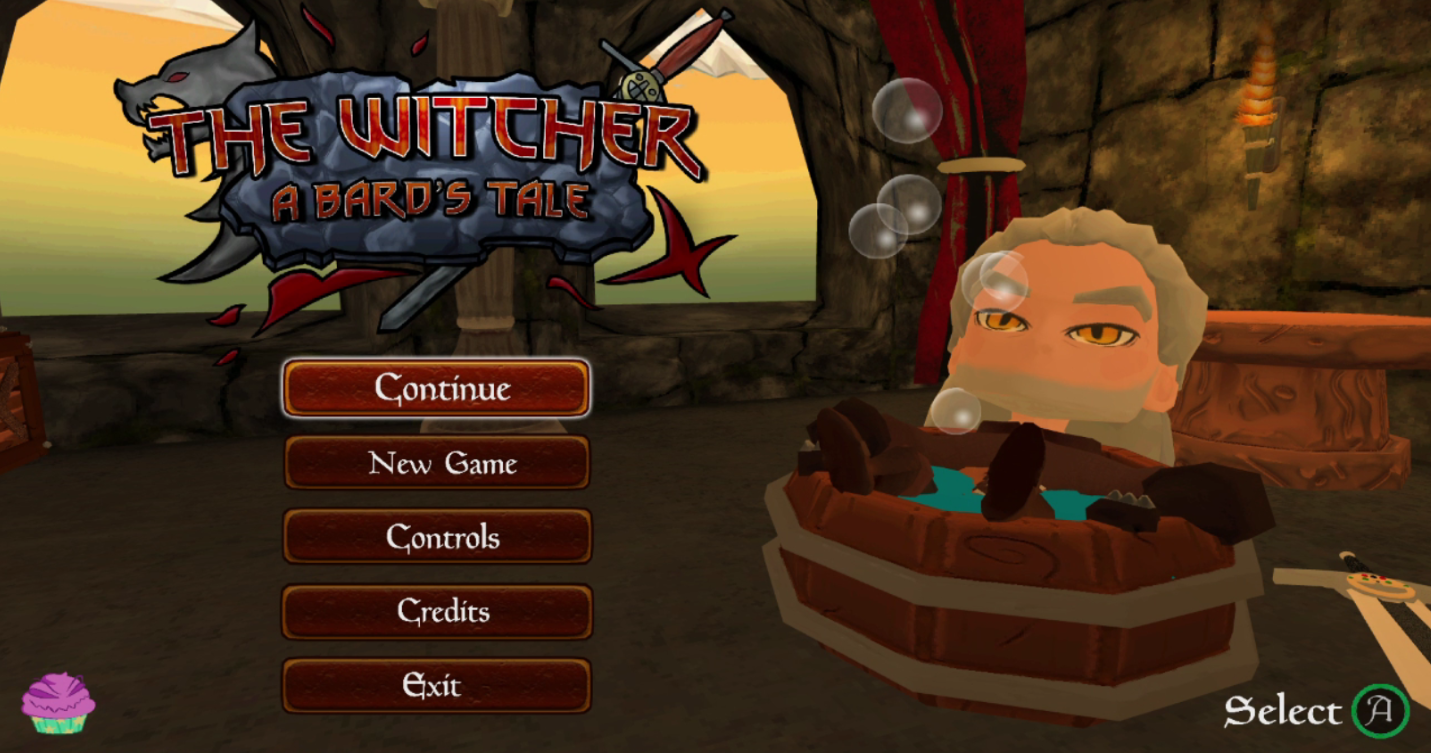 THE WITCHER
A BARD'S TALE
Continue
New Game
Controls
Credits
Exit
Select A